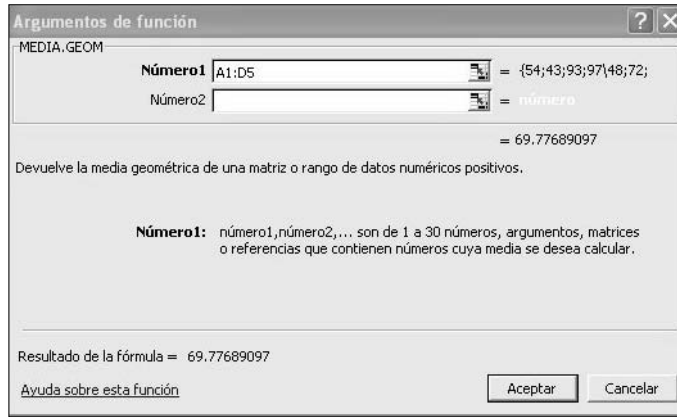 Argumentos de función
MEDIA.GEOM
Número1 A1:D5 = {54;43;93;97\48;72;
Número2 = número
= 69.77689097
Devuelve la media geométrica de una matriz o rango de datos numéricos positivos.
Número1: número1,número2,... son de 1 a 30 números, argumentos, matrices
o referencias que contienen números cuya media se desea calcular.
Resultado de la fórmula = 69.77689097
Ayuda sobre esta función Aceptar Cancelar